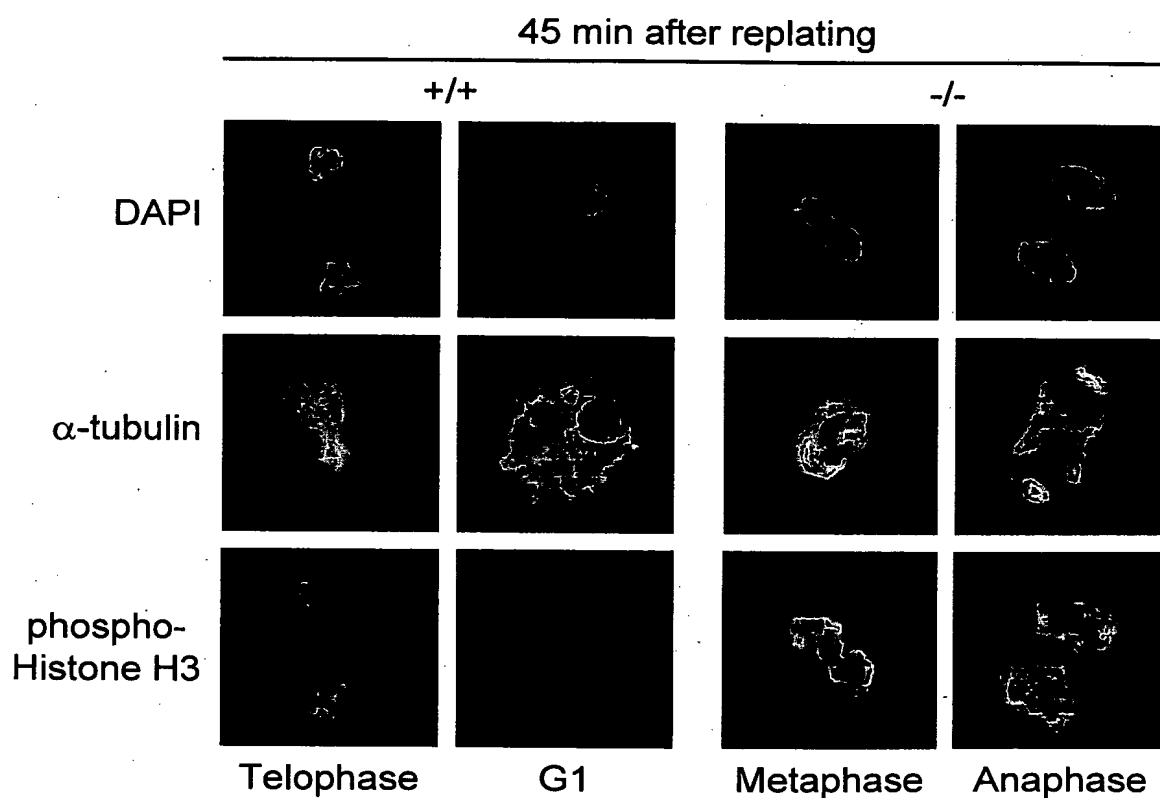 45 min after replating
+/+ -/-
DAPI
α-tubulin
phospho-
Histone H3
Telophase G1 Metaphase Anaphase